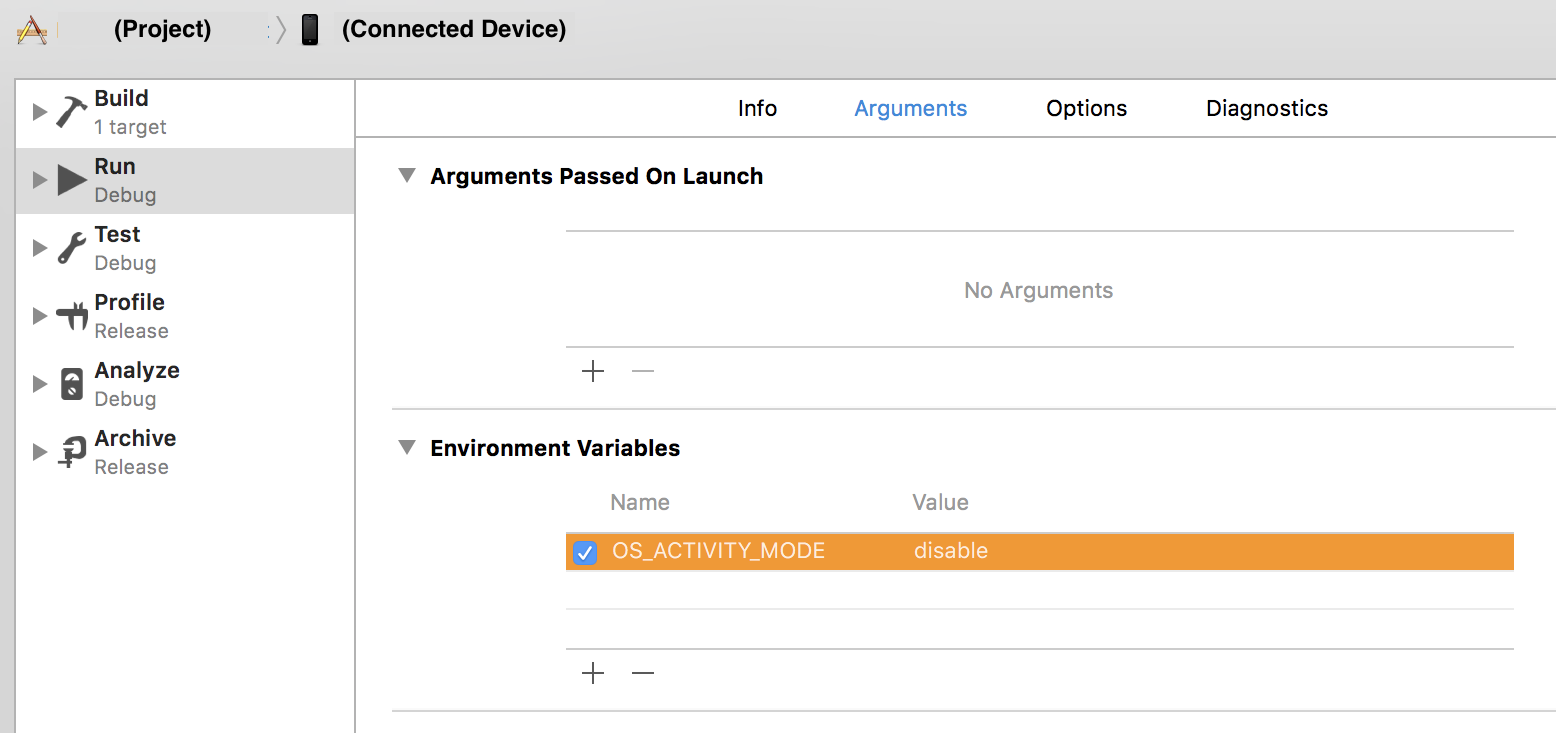 (Project) (Connected Device)
Build
1 target
Run
Debug
Test
Debug
Profile
Release
Analyze
Debug
Archive
Release
Info Arguments Options Diagnostics
Arguments Passed On Launch
No Arguments
Environment Variables
Name Value
OS_ACTIVITY_MODE disable